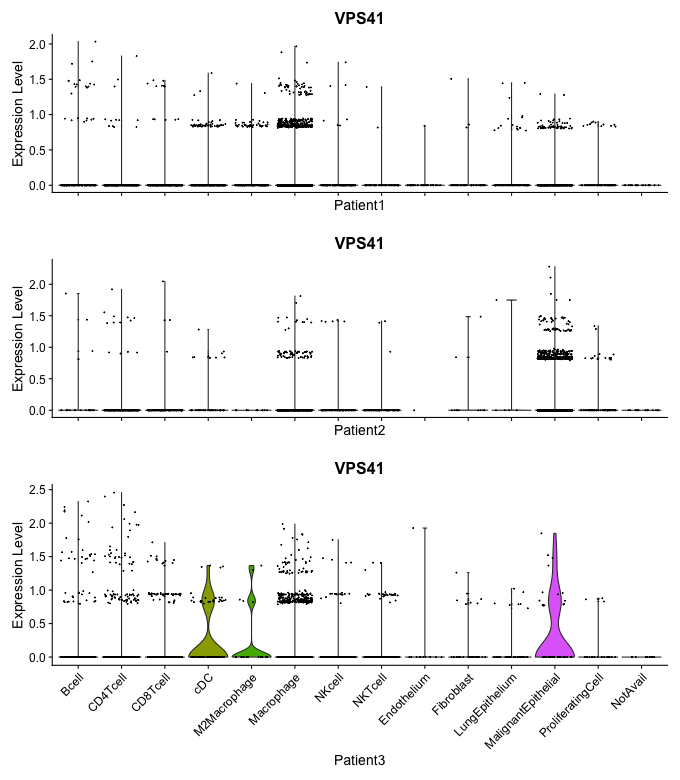 VPS41
Expression Level
2.0
1.5
1.0
0.5
0.0
Patient1
VPS41
Expression Level
2.0
1.5
1.0
0.5
0.0
Patient2
VPS41
Expression Level
2.5
2.0
1.5
1.0
0.5
0.0
Bcell
CD4Tcell
CD8Tcell
cDC
M2Macrophage
Macrophage
NKcell
NKTcell
Endothelium
Fibroblast
LungEpithelium
MalignantEpithelial
ProliferatingCell
NotAvail
Patient3